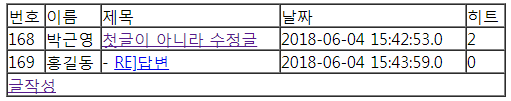 번호 이름 제목 날짜 히트
168 박근영 첫글이 아니라 수정글 2018-06-04 15:42:53.0 2
169 홍길동 - RE]답변 2018-06-04 15:43:59.0 0
글작성